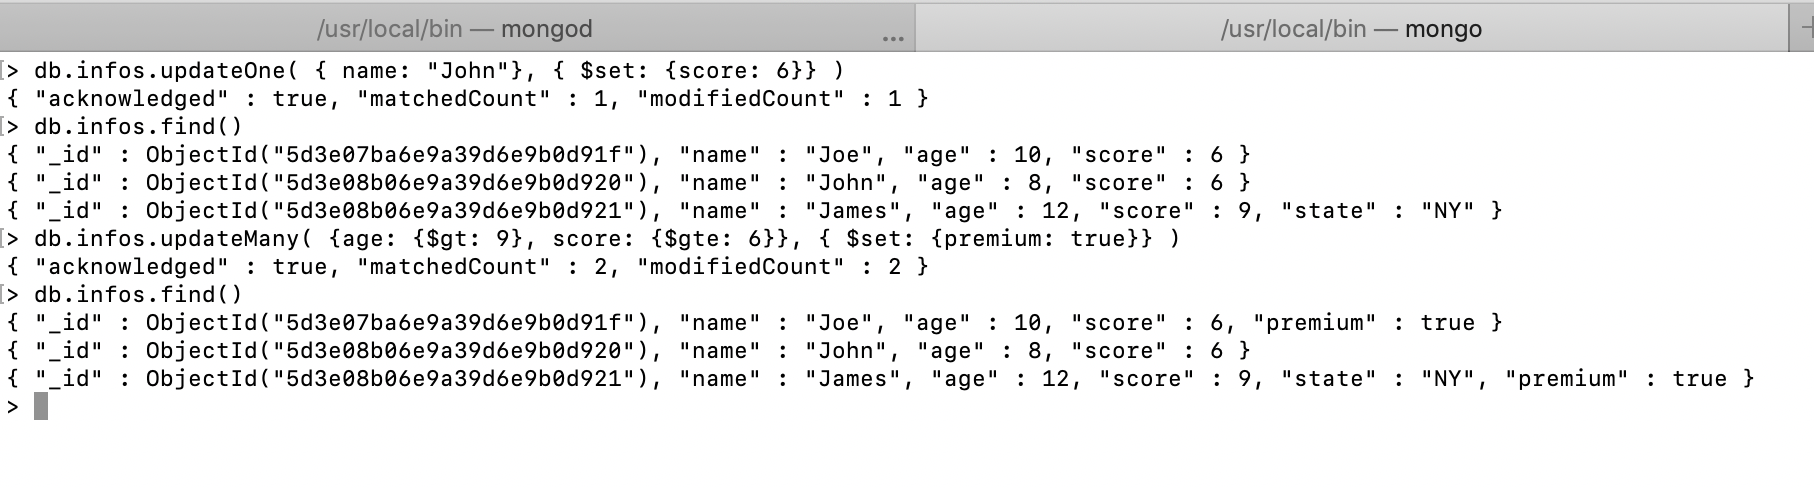 /usr/local/bin — mongod
...
/usr/local/bin — mongo
+
[> db.infos.updateOne( { name: "John"}, { $set: {score: 6}} )
{ "acknowledged" : true, "matchedCount" : 1, "modifiedCount" : 1 }
[> db.infos.find()
{ "_id" : ObjectId("5d3e07ba6e9a39d6e9b0d91f"), "name" : "Joe", "age" : 10, "score" : 6 }
{ "_id" : ObjectId("5d3e08b06e9a39d6e9b0d920"), "name" : "John", "age" : 8, "score" : 6 }
{ "_id" : ObjectId("5d3e08b06e9a39d6e9b0d921"), "name" : "James", "age" : 12, "score" : 9, "state" : "NY" }
[> db.infos.updateMany( {age: {$gt: 9}, score: {$gte: 6}}, { $set: {premium: true}} )
{ "acknowledged" : true, "matchedCount" : 2, "modifiedCount" : 2 }
[> db.infos.find()
{ "_id" : ObjectId("5d3e07ba6e9a39d6e9b0d91f"), "name" : "Joe", "age" : 10, "score" : 6, "premium" : true }
{ "_id" : ObjectId("5d3e08b06e9a39d6e9b0d920"), "name" : "John", "age" : 8, "score" : 6 }
{ "_id" : ObjectId("5d3e08b06e9a39d6e9b0d921"), "name" : "James", "age" : 12, "score" : 9, "state" : "NY", "premium" : true }
>